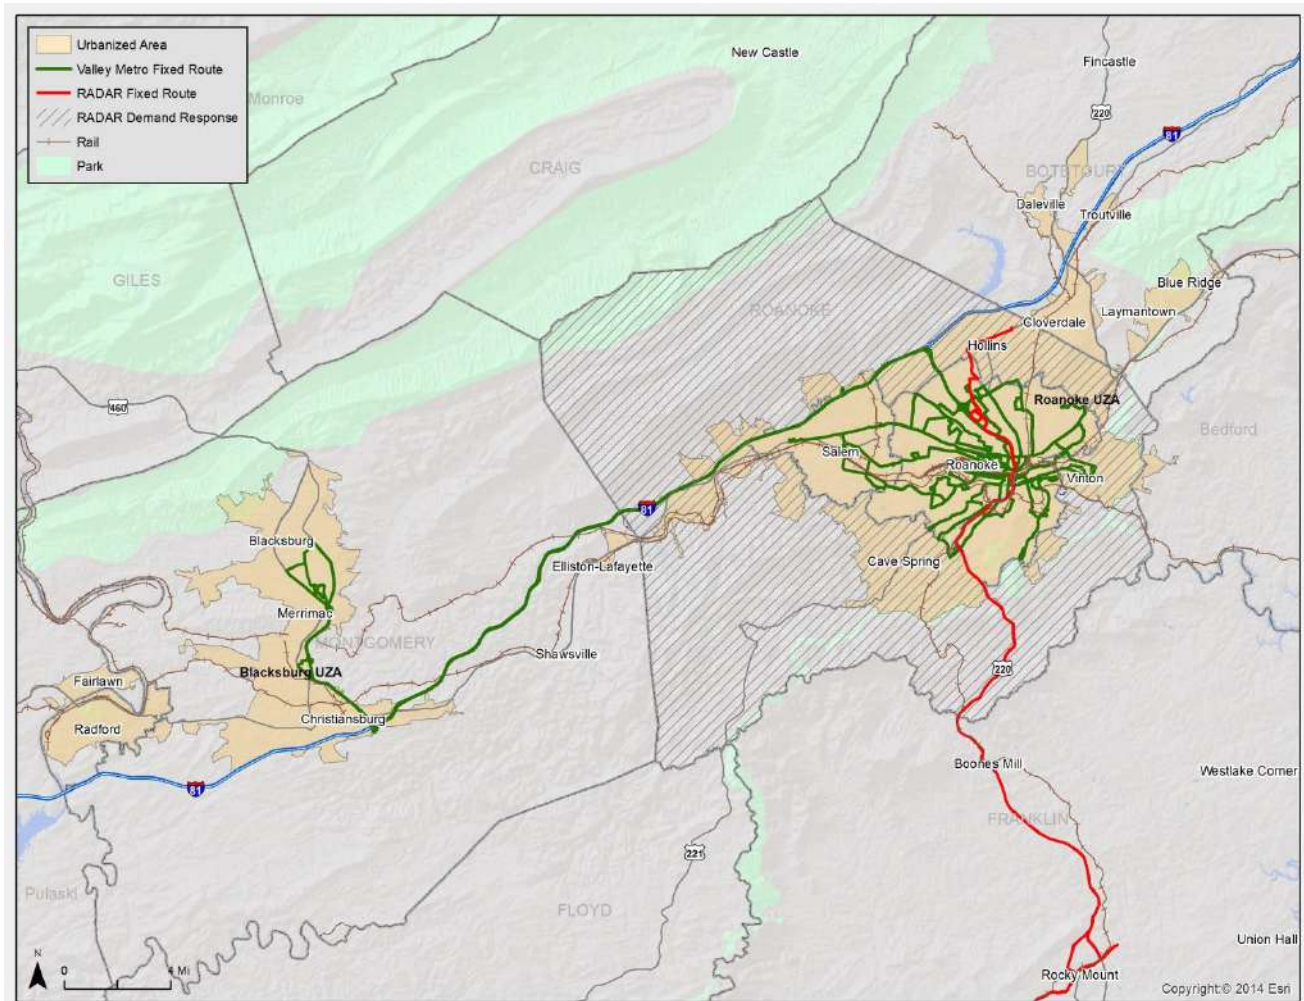 Urbanized Area
Valley Metro Fixed Route
RADAR Fixed Route
RADAR Demand Response
Rail
Park
New Castle
Fincastle
220
81
Monroe
CRAIG
BOTETOURT
Daleville
Troutville
GILES
Blue Ridge
ROANOKE
Laymantown
Cloverdale
Hollins
460
Roanoke UZA
Bedford
Salem
Roanoke
Vinton
81
Blacksburg
Cave Spring
Elliston-Lafayette
Merrimac
MONTGOMERY
Shawsville
220
Blacksburg UZA
Fairlawn
Christiansburg
Radford
Boones Mill
Westlake Corner
81
FRANKLIN
221
Pulaski
FLOYD
Union Hall
N
0 4 Mi
Rocky Mount
Copyright:© 2014 Esri